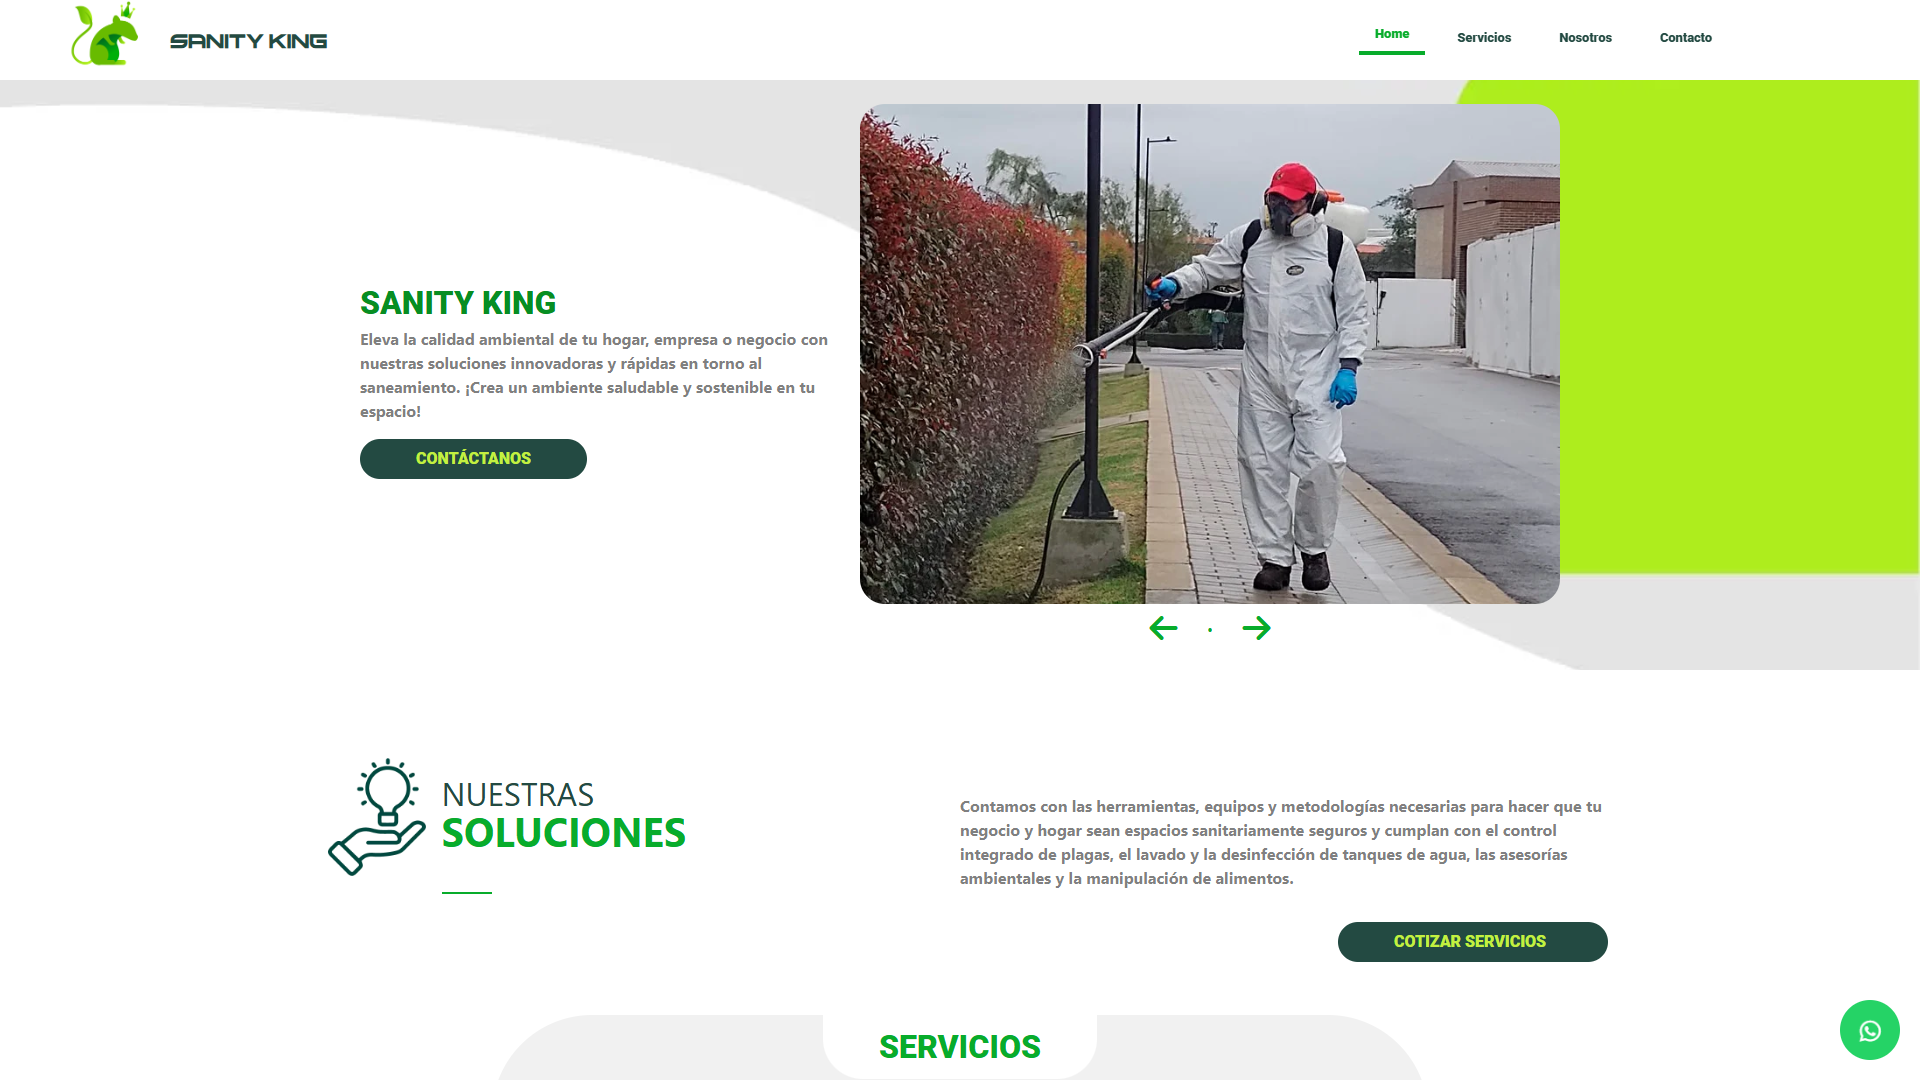 SANITY KING
Home
Servicios
Nosotros
Contacto
SANITY KING
Eleva la calidad ambiental de tu hogar, empresa o negocio con
nuestras soluciones innovadoras y rápidas en torno al
saneamiento. ¡Crea un ambiente saludable y sostenible en tu
espacio!
CONTÁCTANOS
NUESTRAS
SOLUCIONES
Contamos con las herramientas, equipos y metodologías necesarias para hacer que tu
negocio y hogar sean espacios sanitariamente seguros y cumplan con el control
integrado de plagas, el lavado y la desinfección de tanques de agua, las asesorías
ambientales y la manipulación de alimentos.
COTIZAR SERVICIOS
SERVICIOS